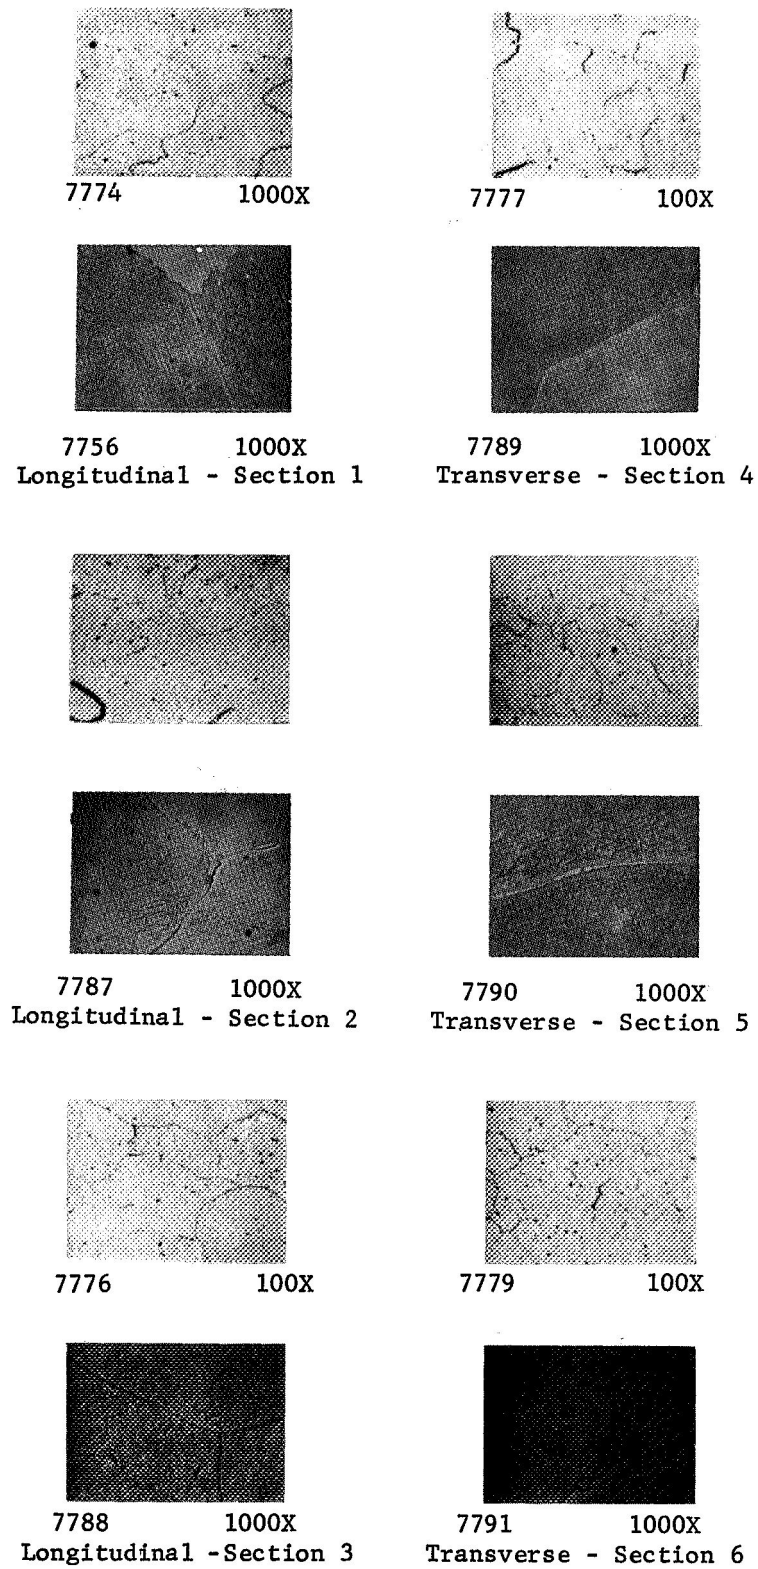 7774 1000X
7777 100X
7756 1000X
Longitudinal - Section 1
7789 1000X
Transverse - Section 4
7787 1000X
Longitudinal - Section 2
7790 1000X
Transverse - Section 5
7776 100X
7779 100X
7788 1000X
Longitudinal -Section 3
7791 1000X
Transverse - Section 6